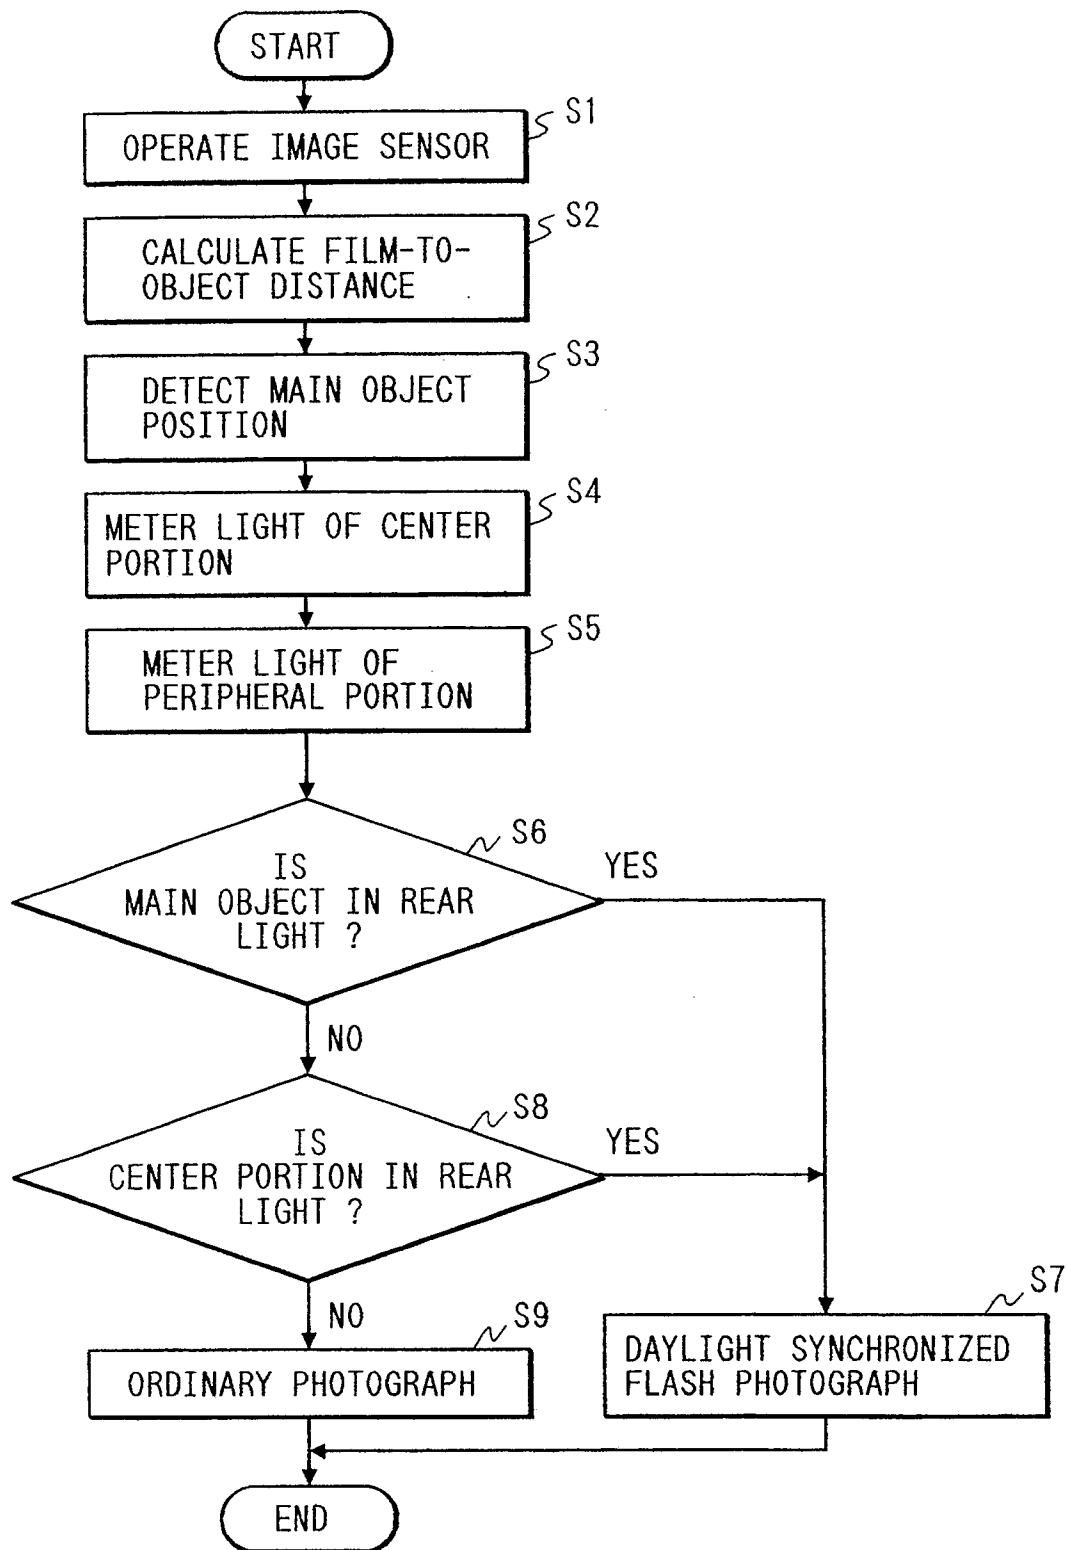 START
S1
OPERATE IMAGE SENSOR
S2
CALCULATE FILM-TO-
OBJECT DISTANCE
S3
DETECT MAIN OBJECT
POSITION
S4
METER LIGHT OF CENTER
PORTION
S5
METER LIGHT OF
PERIPHERAL PORTION
S6
IS
MAIN OBJECT IN REAR
LIGHT ?
YES
NO
S8
IS
CENTER PORTION IN REAR
LIGHT ?
YES
NO
S9
ORDINARY PHOTOGRAPH
S7
DAYLIGHT SYNCHRONIZED
FLASH PHOTOGRAPH
END